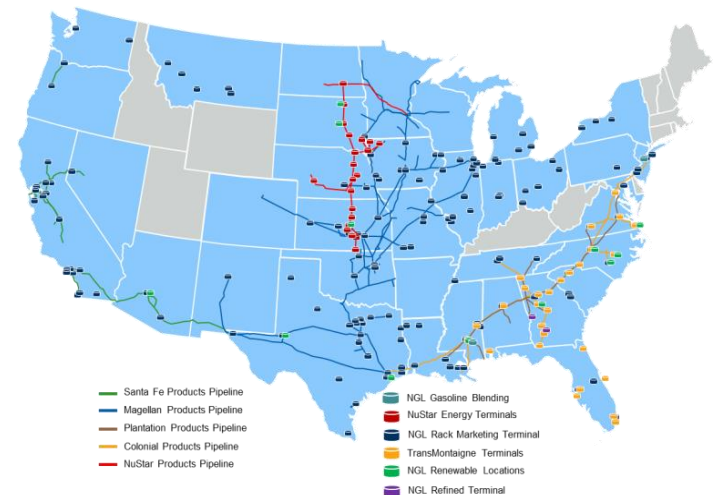 Santa Fe Products Pipeline
Magellan Products Pipeline
Plantation Products Pipeline
Colonial Products Pipeline
NuStar Products Pipeline
NGL Gasoline Blending
NuStar Energy Terminals
NGL Rack Marketing Terminal
TransMontaigne Terminals
NGL Renewable Locations
NGL Refined Terminal